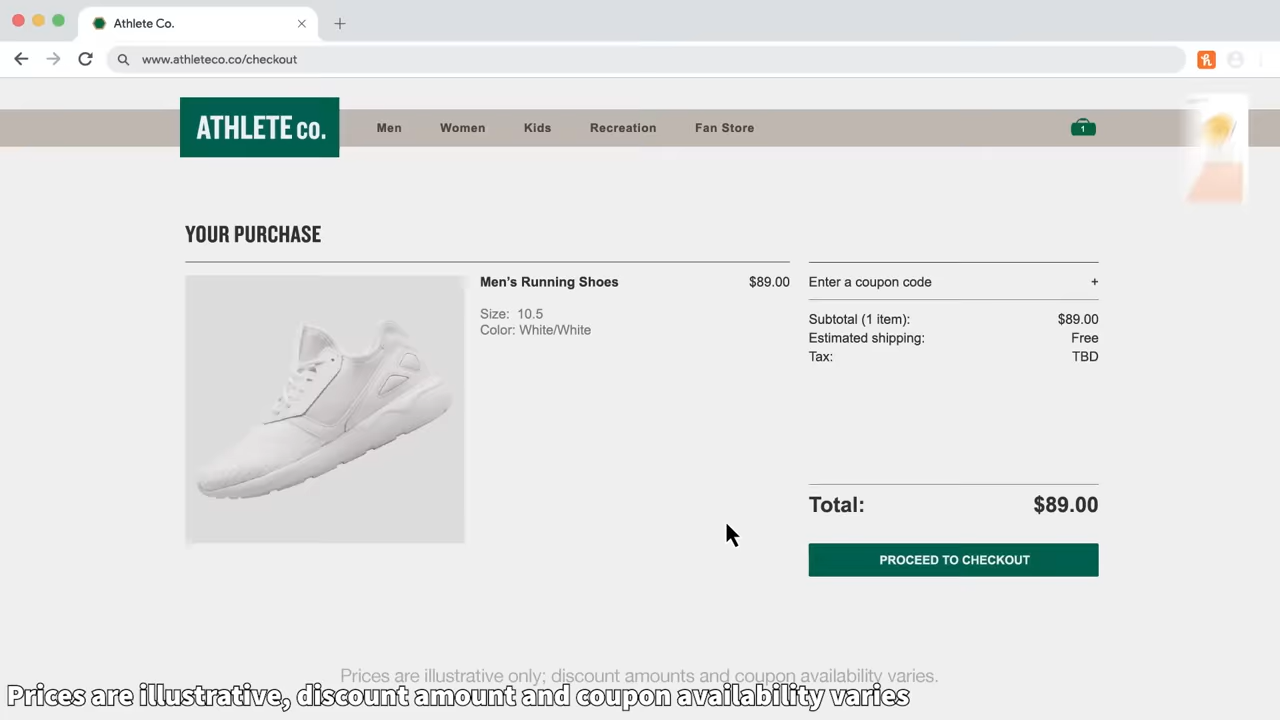 Athlete Co.
www.athleteco.co/checkout
ATHLETE CO.
Men
Women
Kids
Recreation
Fan Store
1
YOUR PURCHASE
Men's Running Shoes
$89.00
Size: 10.5
Color: White/White
Enter a coupon code
+
Subtotal (1 item):
$89.00
Estimated shipping:
Free
Tax:
TBD
Total:
$89.00
PROCEED TO CHECKOUT
Prices are illustrative only; discount amounts and coupon availability varies.
Prices are illustrative, discount amount and coupon availability varies